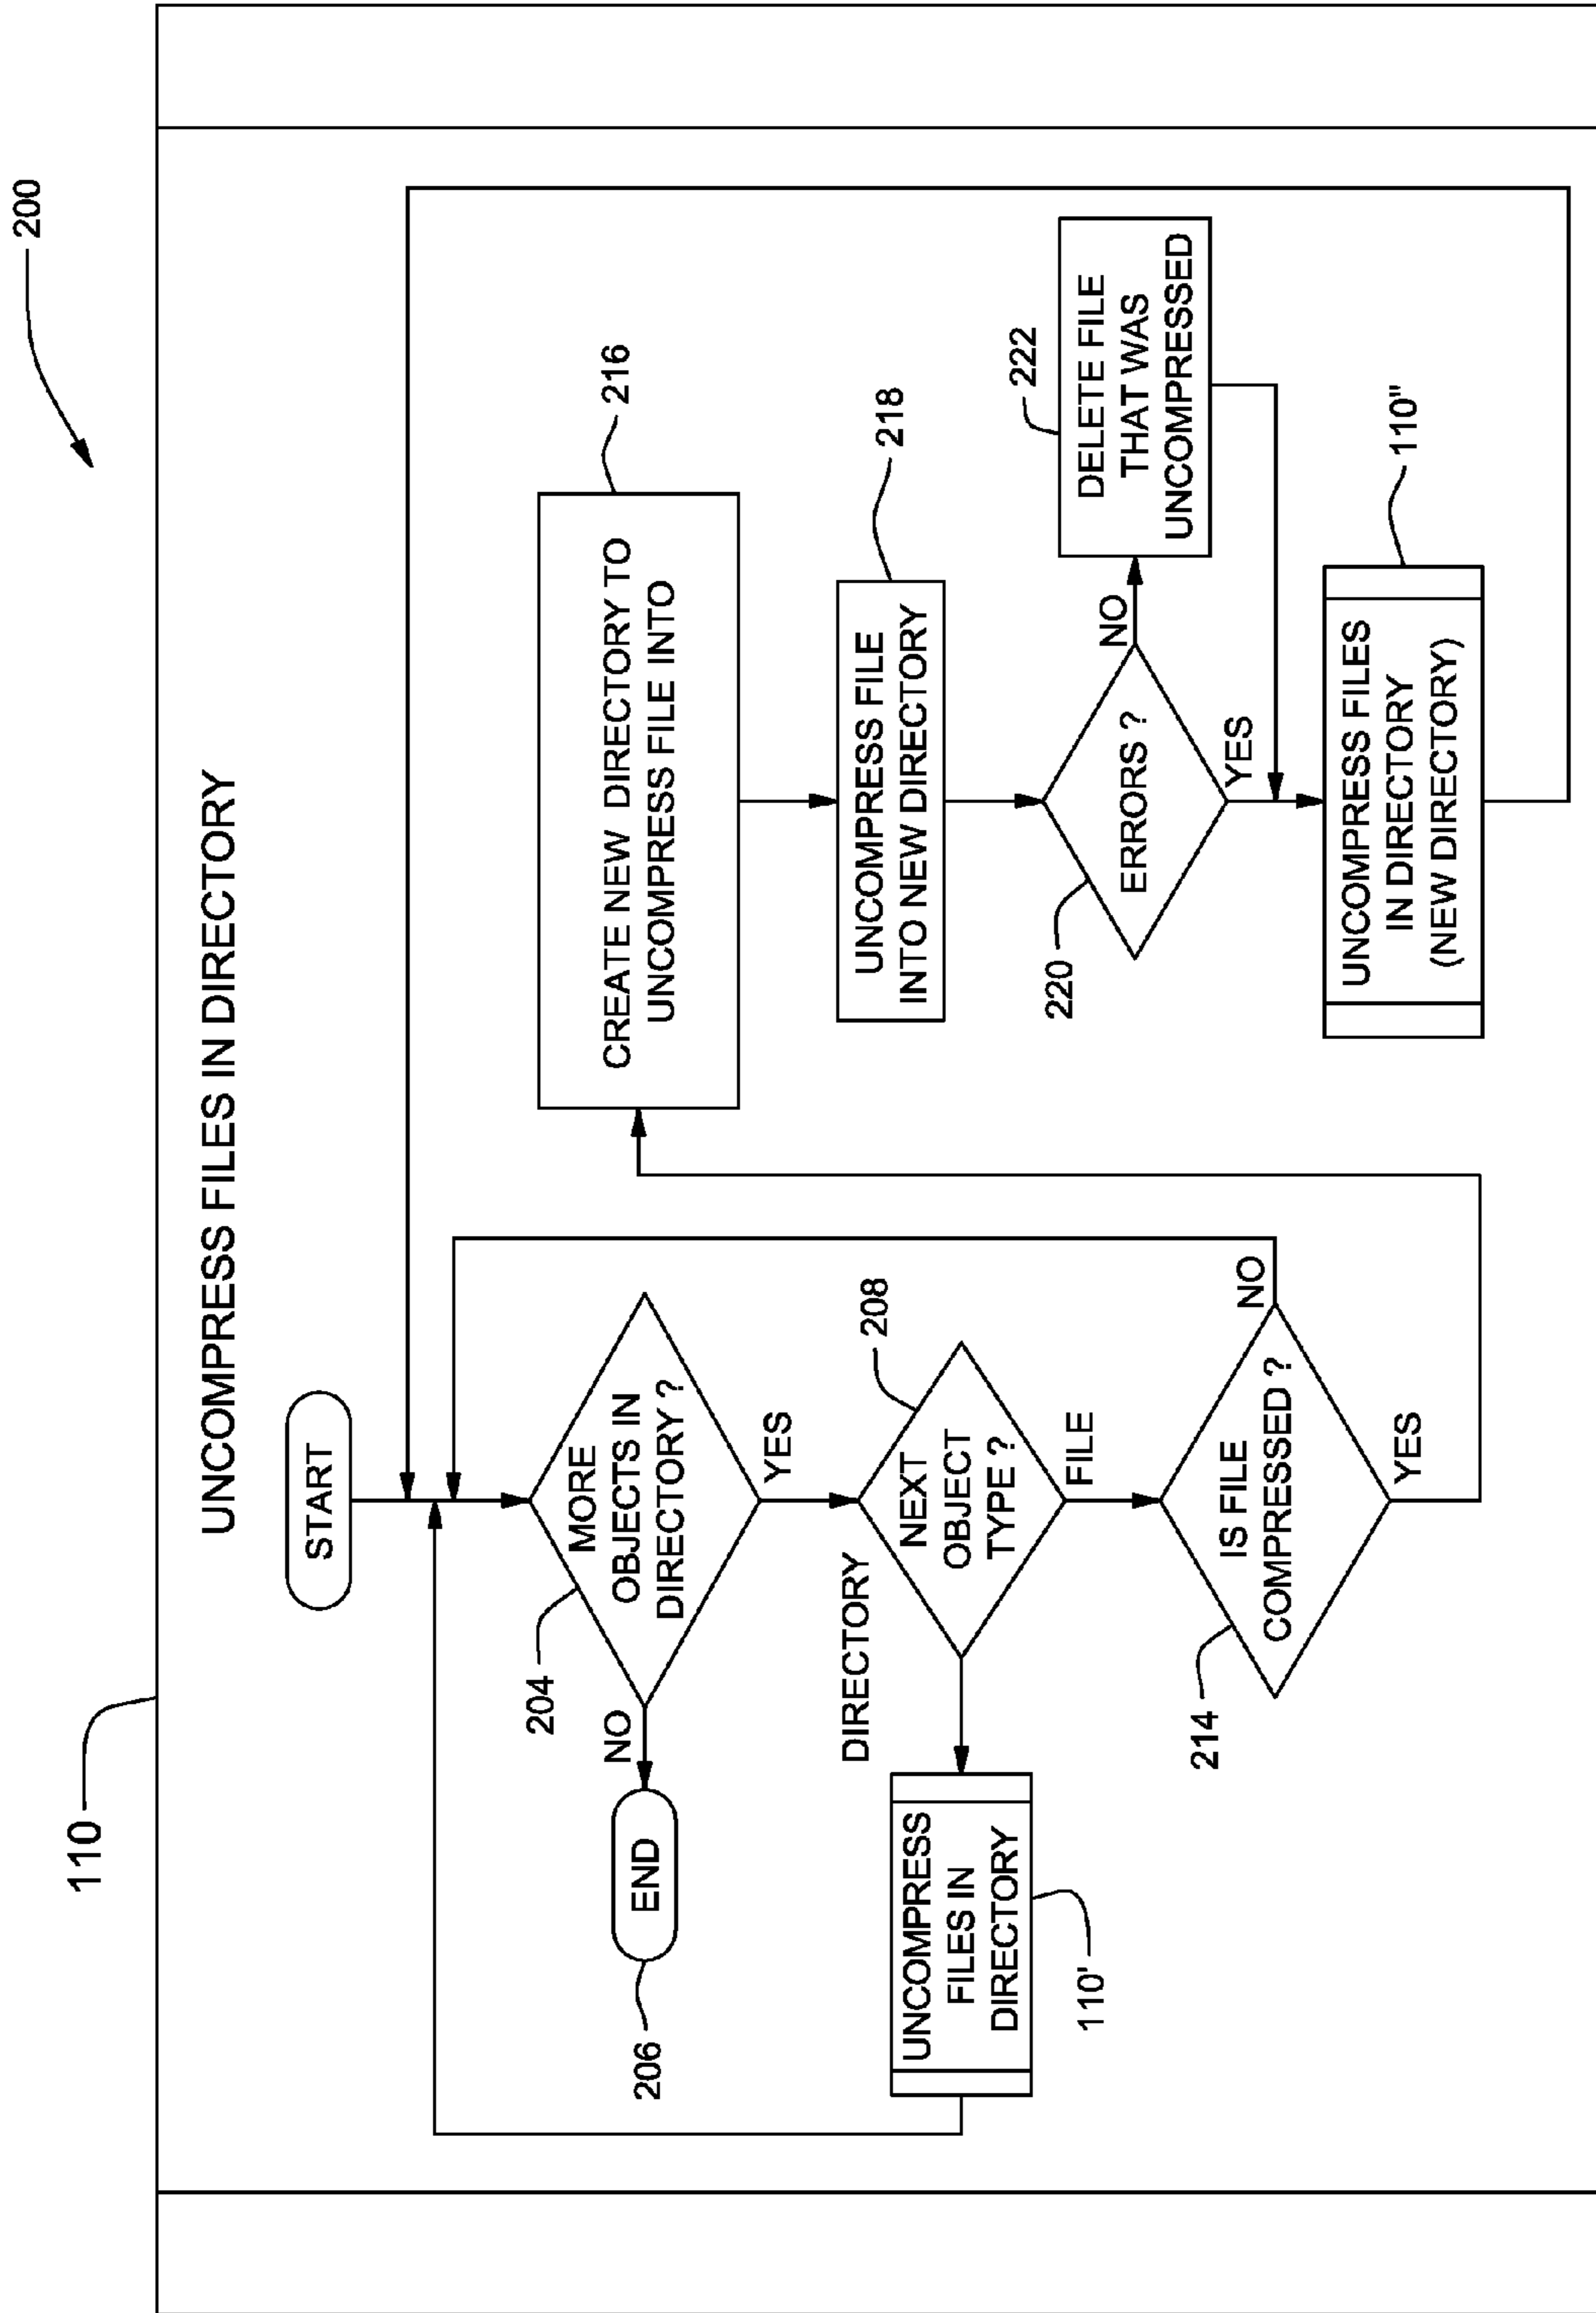 200
110
UNCOMPRESS FILES IN DIRECTORY
START
204
MORE
OBJECTS IN
DIRECTORY ?
NO
YES
END
206
208
NEXT
OBJECT
TYPE ?
DIRECTORY
FILE
UNCOMPRESS
FILES IN
DIRECTORY
110'
214
IS FILE
COMPRESSED ?
NO
YES
216
CREATE NEW DIRECTORY TO
UNCOMPRESS FILE INTO
218
UNCOMPRESS FILE
INTO NEW DIRECTORY
220
ERRORS ?
NO
YES
222
DELETE FILE
THAT WAS
UNCOMPRESSED
UNCOMPRESS FILES
IN DIRECTORY
(NEW DIRECTORY)
110"